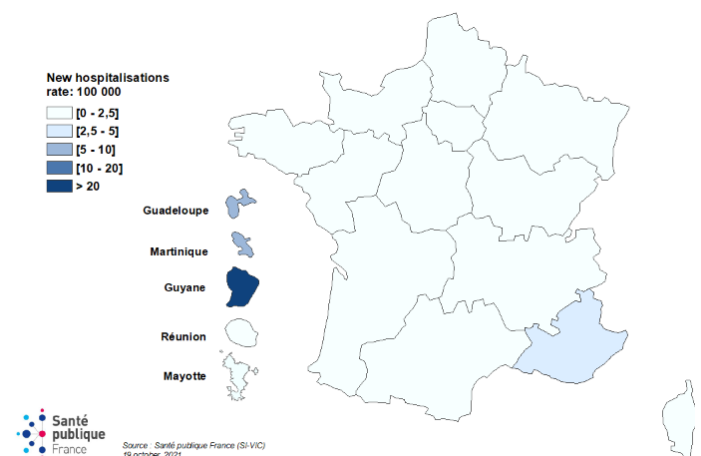 New hospitalisations
rate: 100 000
[0 - 2,5]
[2,5 - 5]
[5 - 10]
[10 - 20]
> 20
Guadeloupe
Martinique
Guyane
Réunion
Mayotte
Santé
publique
France
Source : Santé publique France (SI-VIC)
19 october, 2021